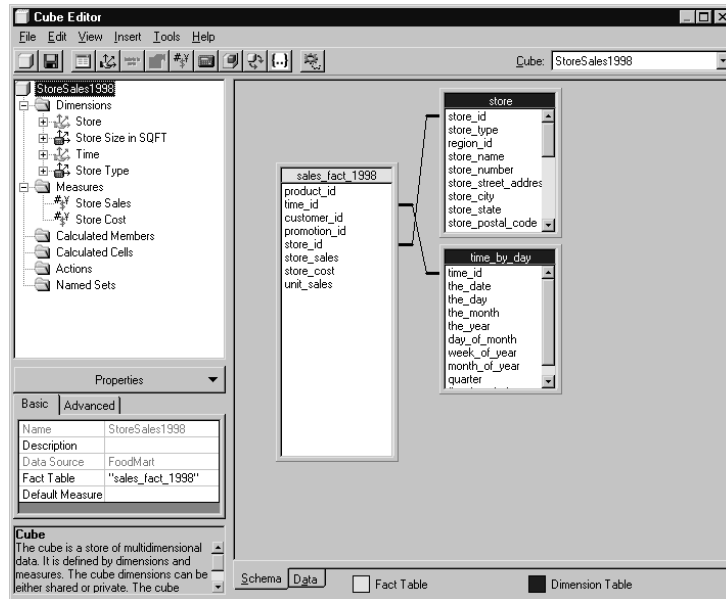 Cube Editor
File Edit View Insert Tools Help
Cube: StoreSales1998
StoreSales1998
Dimensions
Store
Store Size in SQFT
Time
Store Type
Measures
Store Sales
Store Cost
Calculated Members
Calculated Cells
Actions
Named Sets
Properties
Basic Advanced
Name StoreSales1998
Description
Data Source FoodMart
Fact Table "sales_fact_1998"
Default Measure
Cube
The cube is a store of multidimensional
data. It is defined by dimensions and
measures. The cube dimensions can be
either shared or private. The cube
sales_fact_1998
product_id
time_id
customer_id
promotion_id
store_id
store_sales
store_cost
unit_sales
store
store_id
store_type
region_id
store_name
store_number
store_street_addres
store_city
store_state
store_postal_code
time_by_day
time_id
the_date
the_day
the_month
the_year
day_of_month
week_of_year
month_of_year
quarter
Schema Data
Fact Table
Dimension Table